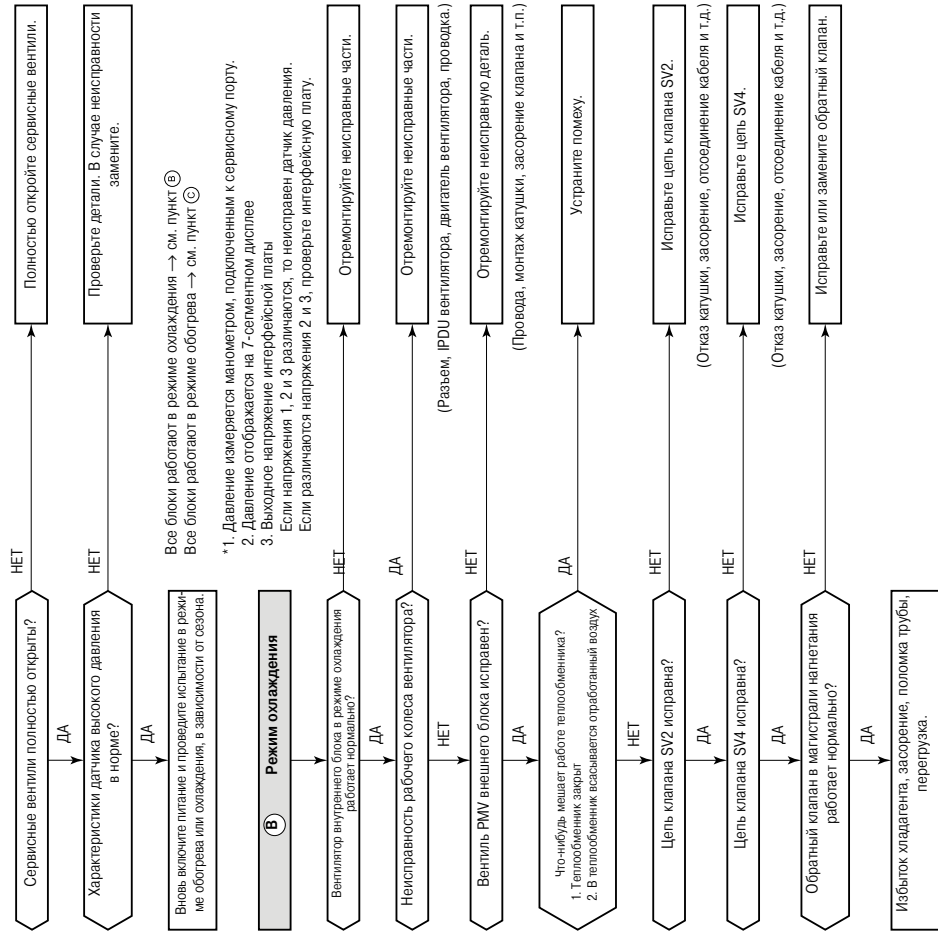 Сервисные вентили полностью открыты?
НЕТ
Полностью откройте сервисные вентили.
ДА
Характеристики датчика высокого давления
в норме?
НЕТ
Проверьте детали. В случае неисправности
замените.
ДА
Вновь включите питание и проведите испытание в режи-
ме обогрева или охлаждения, в зависимости от сезона.
Все блоки работают в режиме охлаждения → см. пункт Ⓑ
Все блоки работают в режиме обогрева → см. пункт Ⓒ
*1. Давление измеряется манометром, подключенным к сервисному порту.
2. Давление отображается на 7-сегментном дисплее
3. Выходное напряжение интерфейсной платы
Если напряжения 1, 2 и 3 различаются, то неисправен датчик давления.
Если различаются напряжения 2 и 3, проверьте интерфейсную плату.
Ⓑ Режим охлаждения
Вентилятор внутреннего блока в режиме охлаждения
работает нормально?
НЕТ
Отремонтируйте неисправные части.
ДА
Неисправность рабочего колеса вентилятора?
ДА
Отремонтируйте неисправные части.
(Разъем, IPDU вентилятора, двигатель вентилятора, проводка.)
НЕТ
Вентиль PMV внешнего блока исправен?
НЕТ
Отремонтируйте неисправную деталь.
(Провода, монтаж катушки, засорение клапана и т.п.)
ДА
Что-нибудь мешает работе теплообменника?
1. Теплообменник закрыт
2. В теплообменник всасывается отработанный воздух
ДА
Устраните помеху.
НЕТ
Цепь клапана SV2 исправна?
НЕТ
Исправьте цепь клапана SV2.
(Отказ катушки, засорение, отсоединение кабеля и т.д.)
ДА
Цепь клапана SV4 исправна?
НЕТ
Исправьте цепь SV4.
(Отказ катушки, засорение, отсоединение кабеля и т.д.)
ДА
Обратный клапан в магистрали нагнетания
работает нормально?
НЕТ
Исправьте или замените обратный клапан.
ДА
Избыток хладагента, засорение, поломка трубы,
перегрузка.